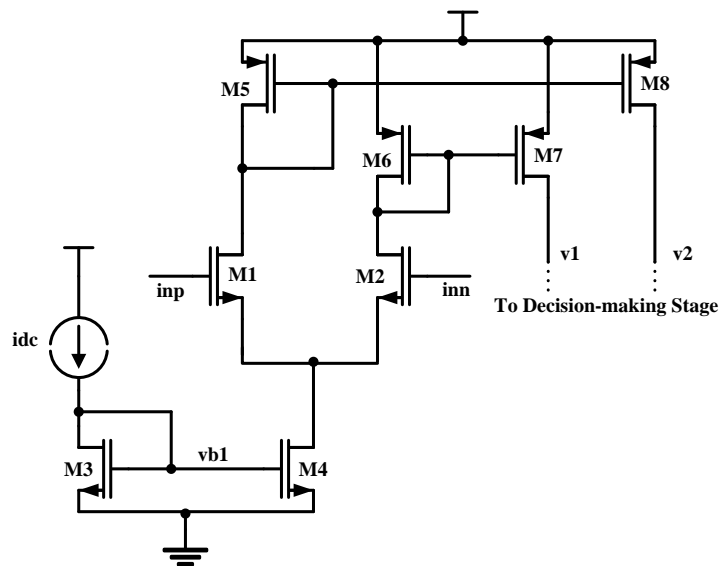 M5
M8
M6
M7
M1
M2
v1
v2
inp
inn
To Decision-making Stage
idc
M3
vb1
M4